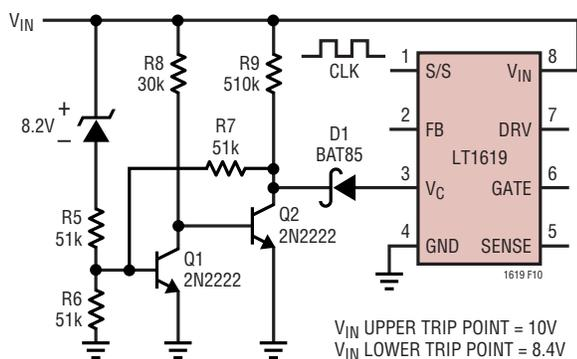 VIN
8.2V
+
–
R5
51k
R6
51k
R8
30k
R9
510k
R7
51k
Q1
2N2222
Q2
2N2222
D1
BAT85
CLK
1
S/S
2
FB
3
VC
4
GND
LT1619
8
VIN
7
DRV
6
GATE
5
SENSE
1619 F10
VIN UPPER TRIP POINT = 10V
VIN LOWER TRIP POINT = 8.4V